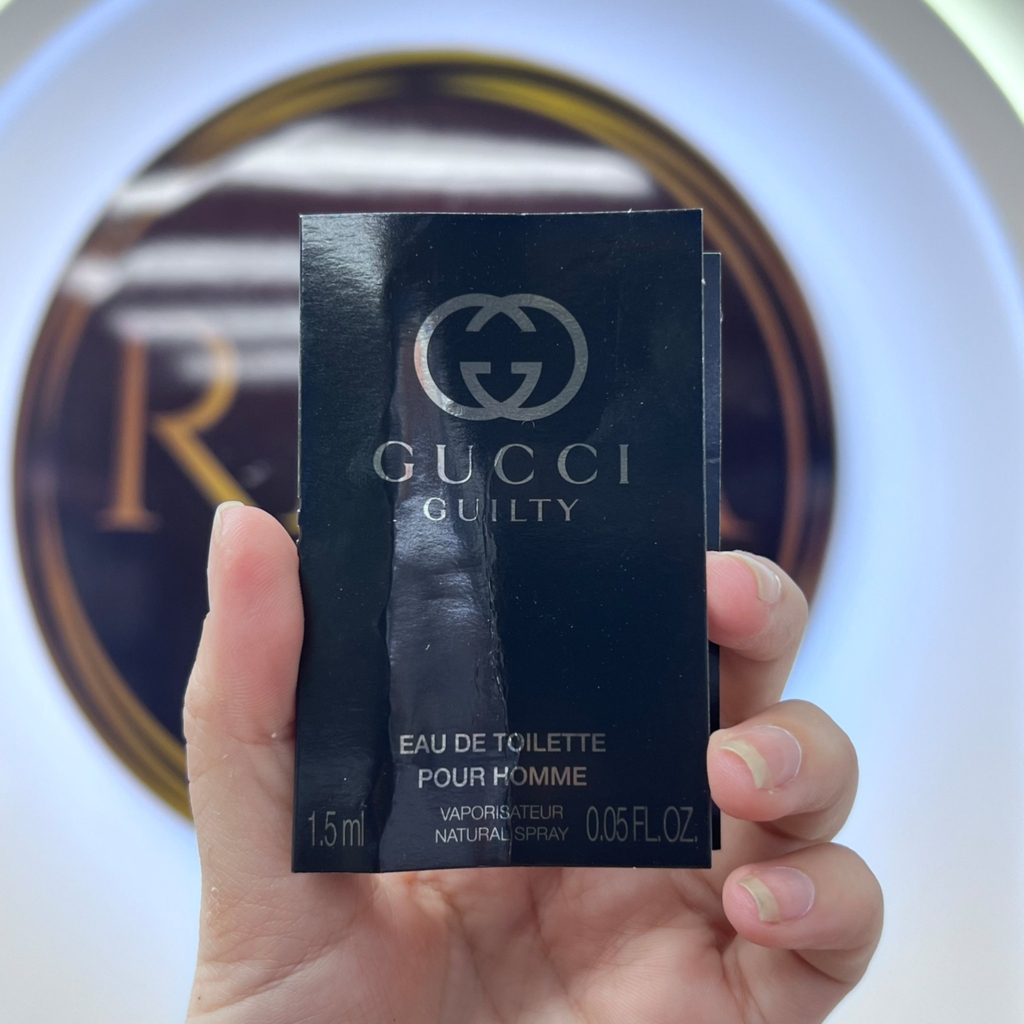 GUCCI
GUILTY
EAU DE TOILETTE
POUR HOMME
VAPORISATEUR
NATURAL SPRAY
1.5 ml
0.05 FL.OZ.
R